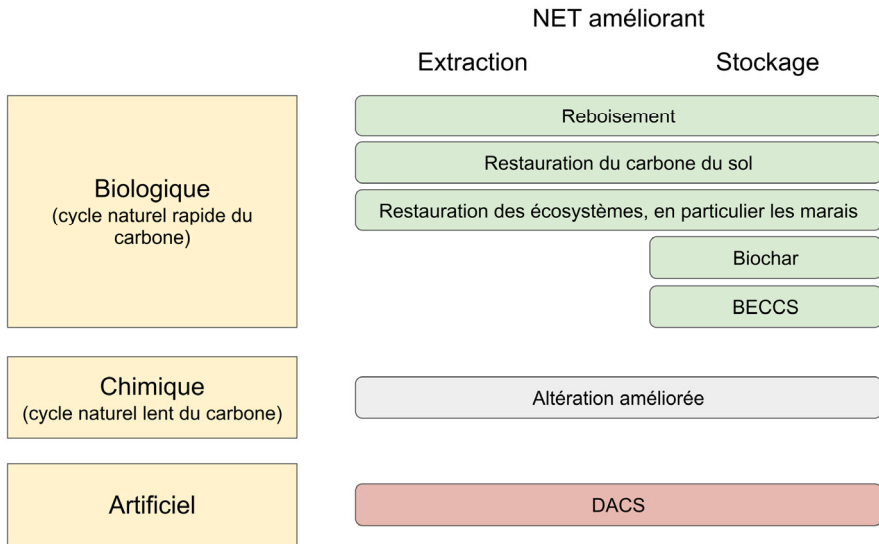 NET améliorant
Extraction
Stockage
Biologique
(cycle naturel rapide du
carbone)
Reboisement
Restauration du carbone du sol
Restauration des écosystèmes, en particulier les marais
Biochar
BECCS
Chimique
(cycle naturel lent du carbone)
Altération améliorée
Artificiel
DACS